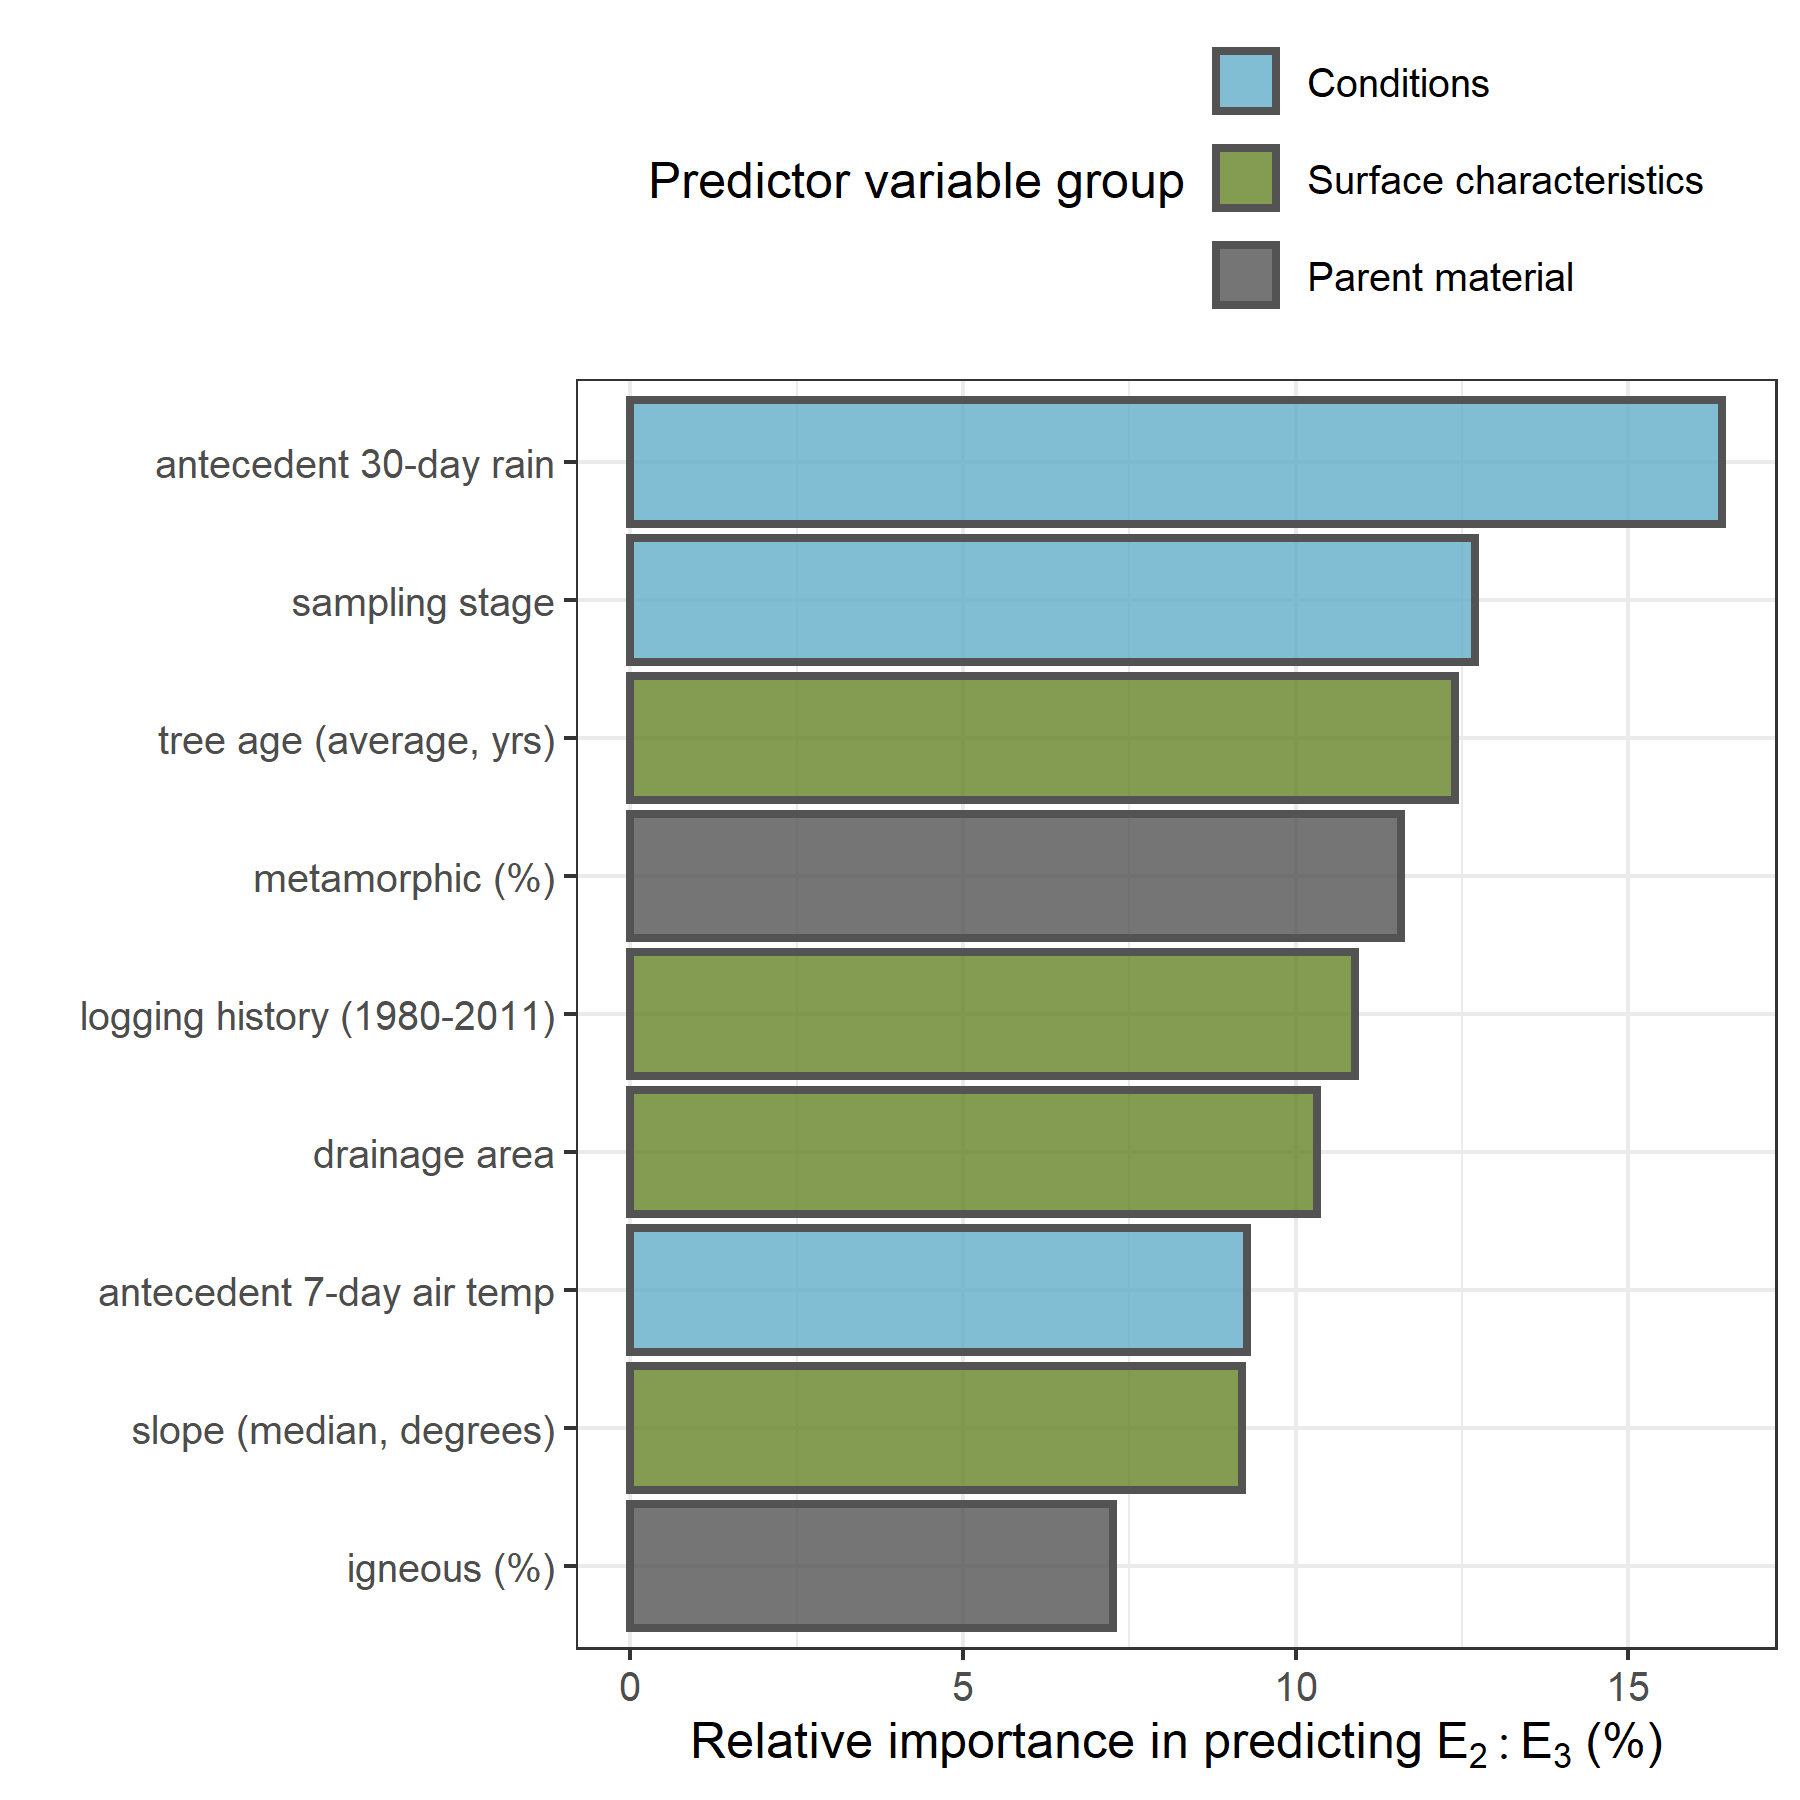 Conditions
Predictor variable group
Surface characteristics
Parent material
antecedent 30-day rain
sampling stage
tree age (average, yrs)
metamorphic (%)
logging history (1980-2011)
drainage area
antecedent 7-day air temp
slope (median, degrees)
igneous (%)
0 5 10 15
Relative importance in predicting E₂ : E₃ (%)